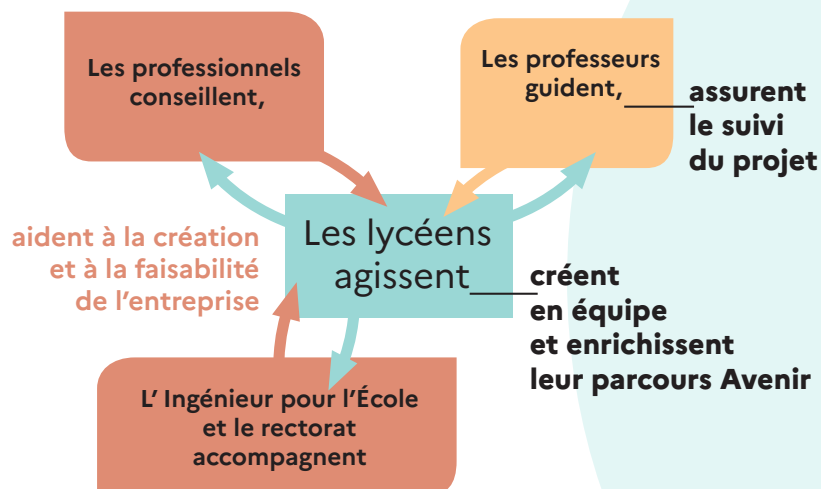 Les professionnels
conseillent,
Les professeurs
guident,
assurent
le suivi
du projet
aident à la création
et à la faisabilité
de l'entreprise
Les lycéens
agissent
créent
en équipe
et enrichissent
leur parcours Avenir
L' Ingénieur pour l'École
et le rectorat
accompagnent